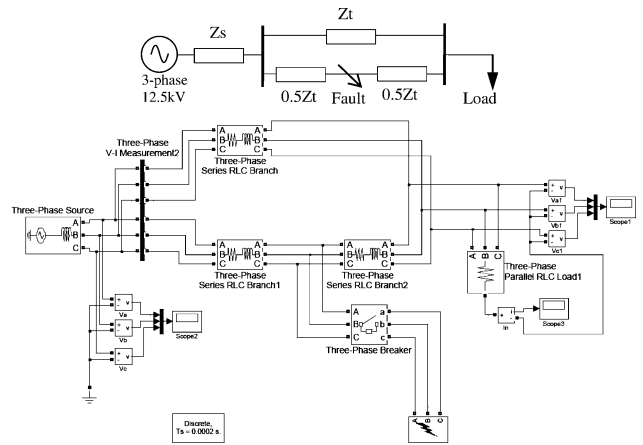 Zs
Zt
3-phase
12.5kV
0.5Zt
Fault
0.5Zt
Load
Three-Phase
V-I Measurement2
A
B
C
A
B
C
Three-Phase
Series RLC Branch
Three-Phase Source
A
B
C
A
B
C
A
B
C
Three-Phase
Series RLC Branch1
A
B
C
A
B
C
Three-Phase
Series RLC Branch2
+
-
v
Va1
+
-
v
Vb1
+
-
v
Vc1
Scope1
A
B
C
Three-Phase
Parallel RLC Load1
+
-
v
Va
+
-
v
Vb
+
-
v
Vc
Scope2
In
Scope3
A
B
C
a
b
c
Three-Phase Breaker
A
B
C
Discrete,
Ts = 0.0002 s.